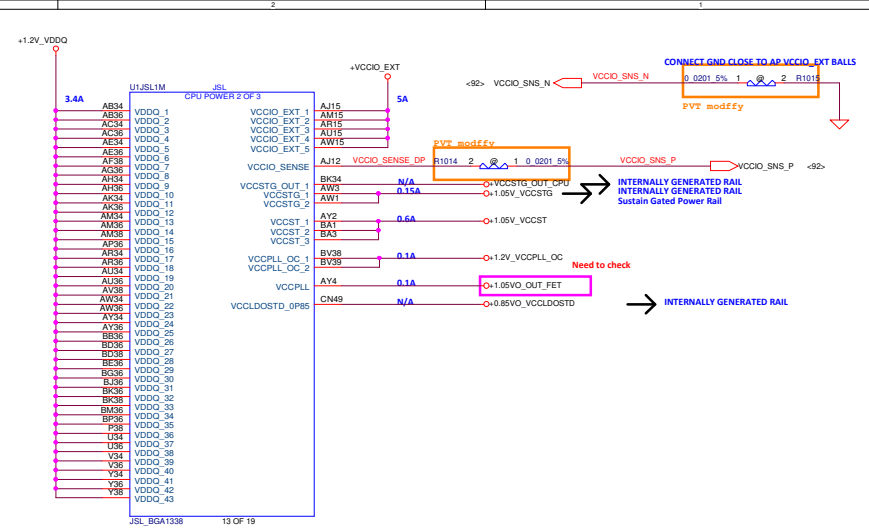 2
1
+1.2V_VDDQ
3.4A
U1JSL1M
JSL
CPU POWER 2 OF 3
AB34 VDDQ_1
AB36 VDDQ_2
AC34 VDDQ_3
AC36 VDDQ_4
AE34 VDDQ_5
AE36 VDDQ_6
AF38 VDDQ_7
AG36 VDDQ_8
AH34 VDDQ_9
AH36 VDDQ_10
AK34 VDDQ_11
AK36 VDDQ_12
AM34 VDDQ_13
AM36 VDDQ_14
AM38 VDDQ_15
AP36 VDDQ_16
AR34 VDDQ_17
AR36 VDDQ_18
AU34 VDDQ_19
AU36 VDDQ_20
AV38 VDDQ_21
AW34 VDDQ_22
AW36 VDDQ_23
AY34 VDDQ_24
AY36 VDDQ_25
BB36 VDDQ_26
BD36 VDDQ_27
BD38 VDDQ_28
BE36 VDDQ_29
BG36 VDDQ_30
BJ36 VDDQ_31
BK36 VDDQ_32
BK38 VDDQ_33
BM36 VDDQ_34
BP36 VDDQ_35
P38 VDDQ_36
U34 VDDQ_37
U36 VDDQ_38
V34 VDDQ_39
V36 VDDQ_40
Y34 VDDQ_41
Y36 VDDQ_42
Y38 VDDQ_43
JSL_BGA1338
13 OF 19
+VCCIO_EXT
5A
VCCIO_EXT_1 AJ15
VCCIO_EXT_2 AM15
VCCIO_EXT_3 AR15
VCCIO_EXT_4 AU15
VCCIO_EXT_5 AW15
VCCIO_SENSE AJ12 VCCIO_SENSE_DP R1014 2 @ 1 0_0201_5% VCCIO_SNS_P VCCIO_SNS_P <92>
PVT modffy
VCCSTG_OUT_1 BK34 N/A +VCCSTG_OUT_CPU INTERNALLY GENERATED RAIL
VCCSTG_1 AW3 0.15A +1.05V_VCCSTG INTERNALLY GENERATED RAIL
VCCSTG_2 AW1 Sustain Gated Power Rail
VCCST_1 AY2 0.6A +1.05V_VCCST
VCCST_2 BA1
VCCST_3 BA3
VCCPLL_OC_1 BV38 0.1A +1.2V_VCCPLL_OC
VCCPLL_OC_2 BV39
Need to check
VCCPLL AY4 0.1A +1.05VO_OUT_FET
VCCLDOSTD_0P85 CN49 N/A +0.85VO_VCCLDOSTD INTERNALLY GENERATED RAIL
CONNECT GND CLOSE TO AP VCCIO_EXT BALLS
<92> VCCIO_SNS_N VCCIO_SNS_N 0_0201_5% 1 @ 2 R1015
PVT modffy